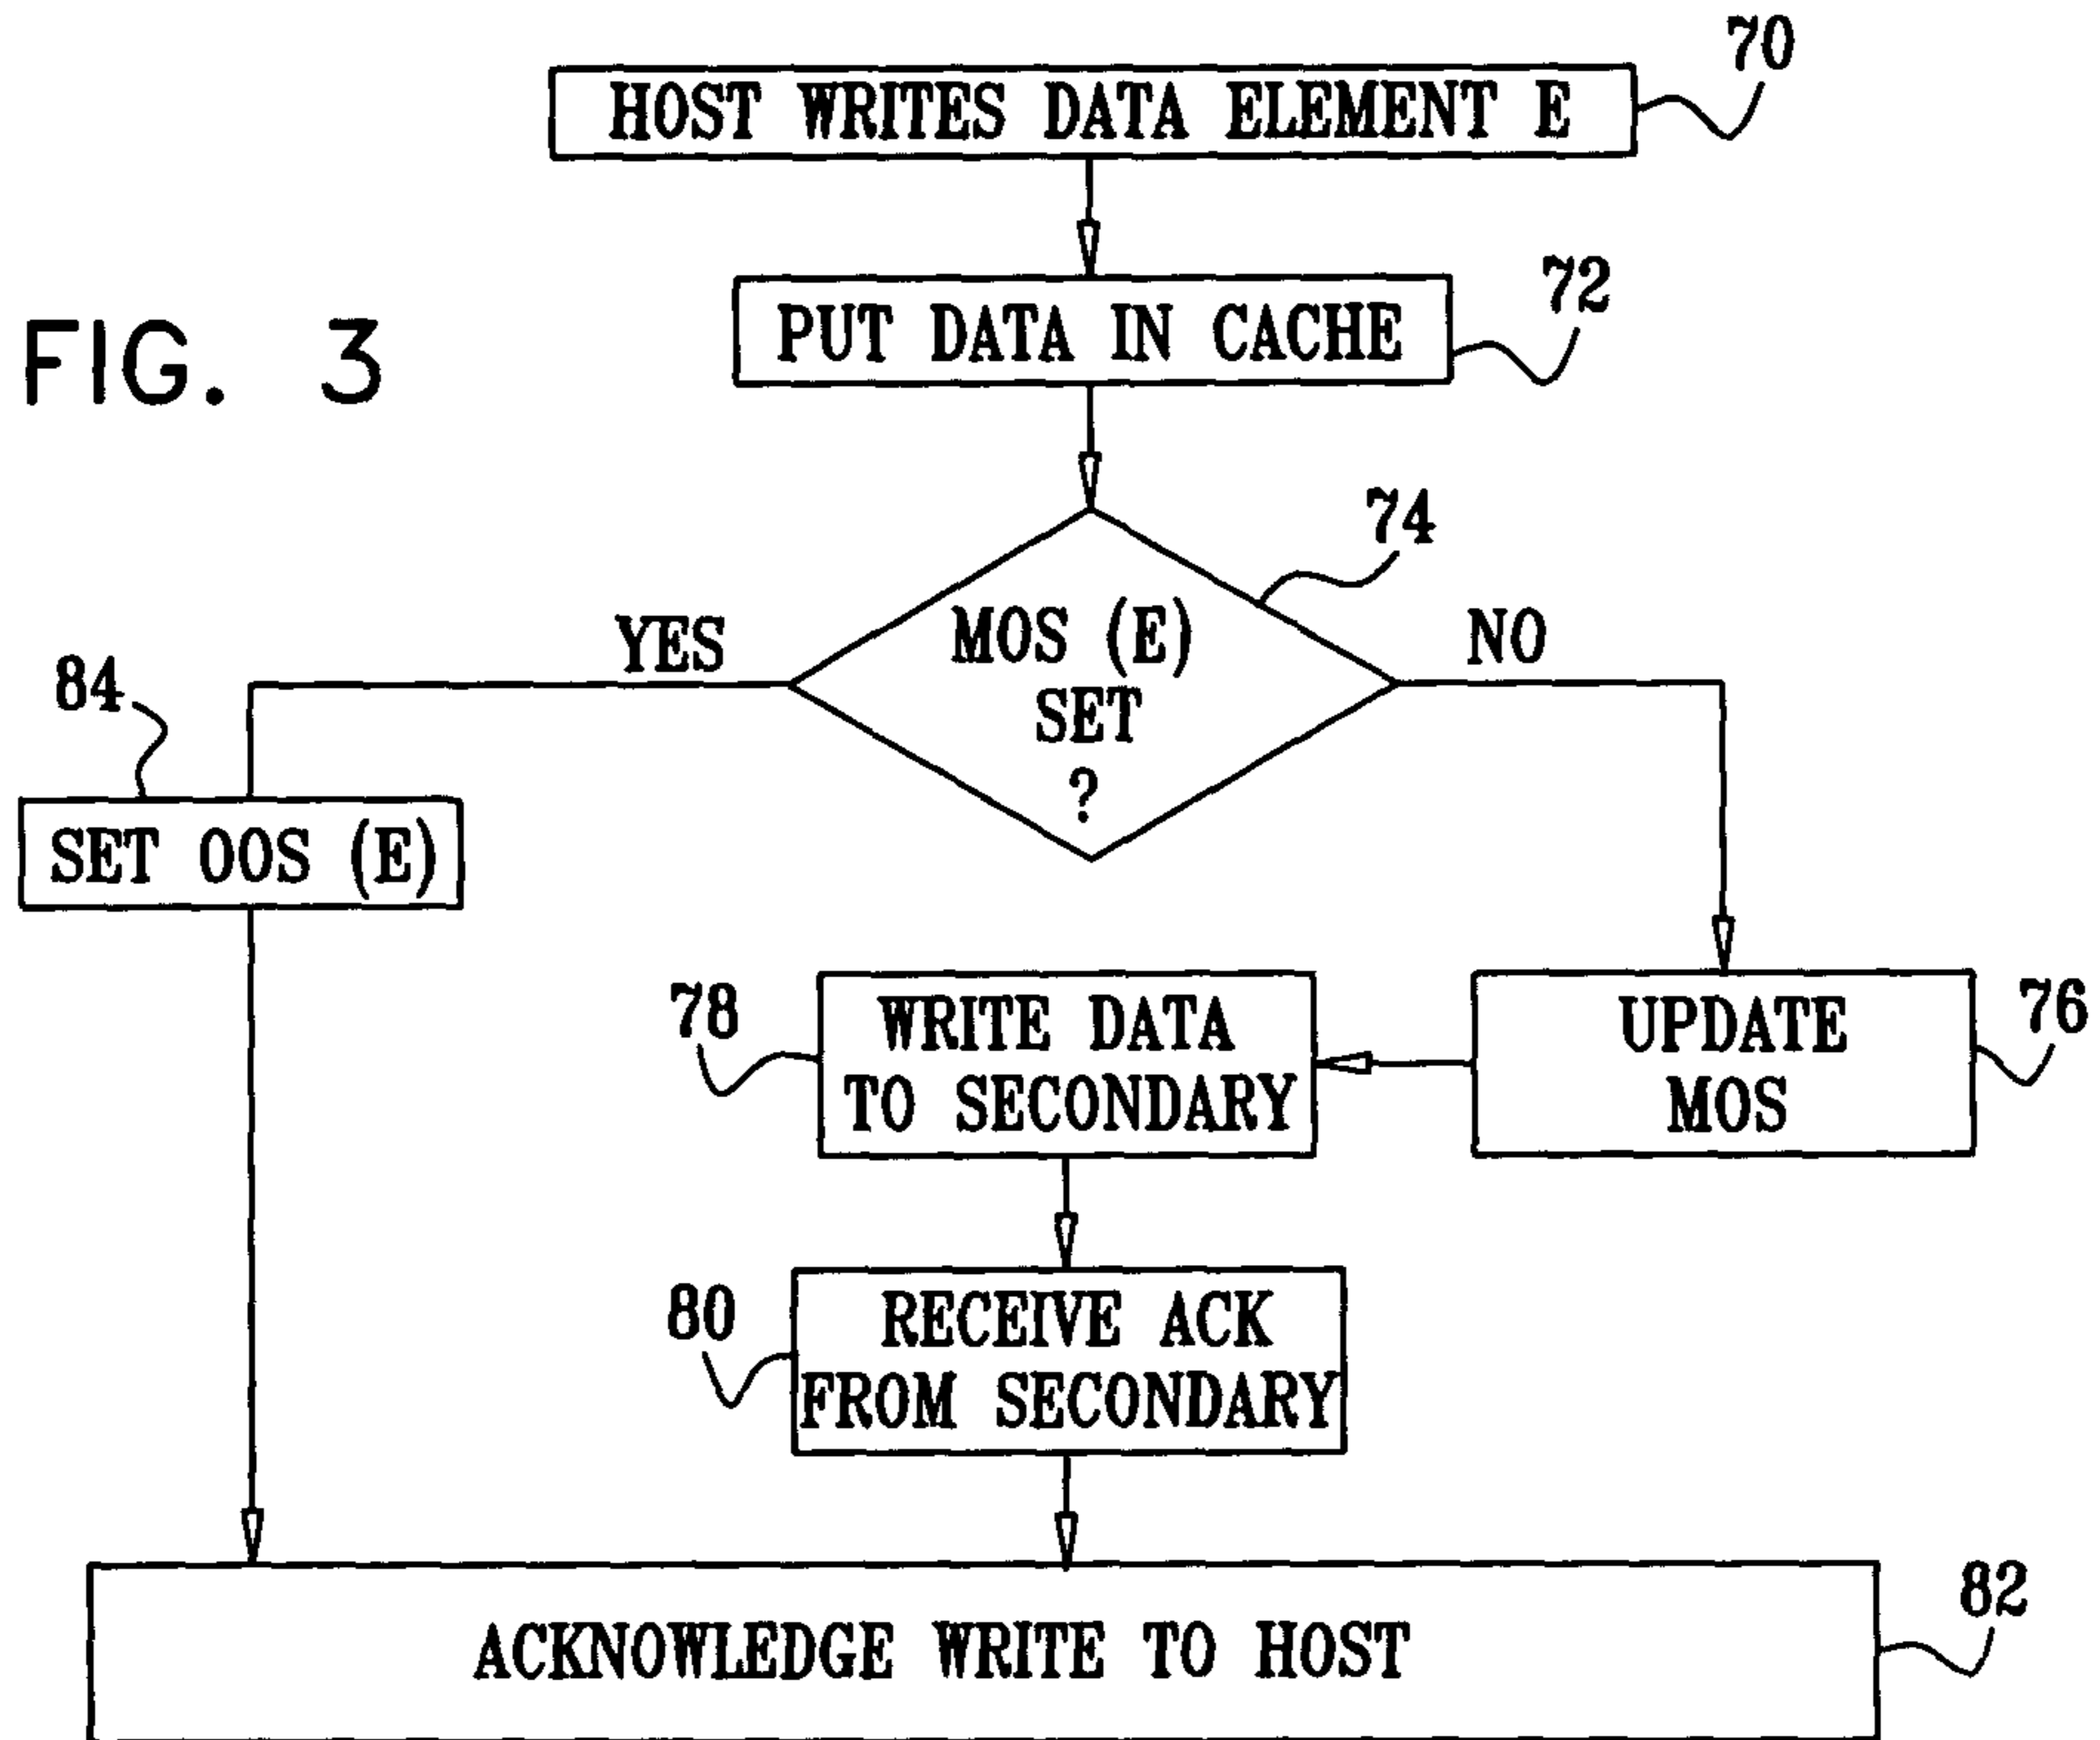 70
HOST WRITES DATA ELEMENT E
72
PUT DATA IN CACHE
FIG. 3
74
MOS (E)
SET
?
YES
NO
84
SET OOS (E)
78
WRITE DATA
TO SECONDARY
76
UPDATE
MOS
80
RECEIVE ACK
FROM SECONDARY
82
ACKNOWLEDGE WRITE TO HOST